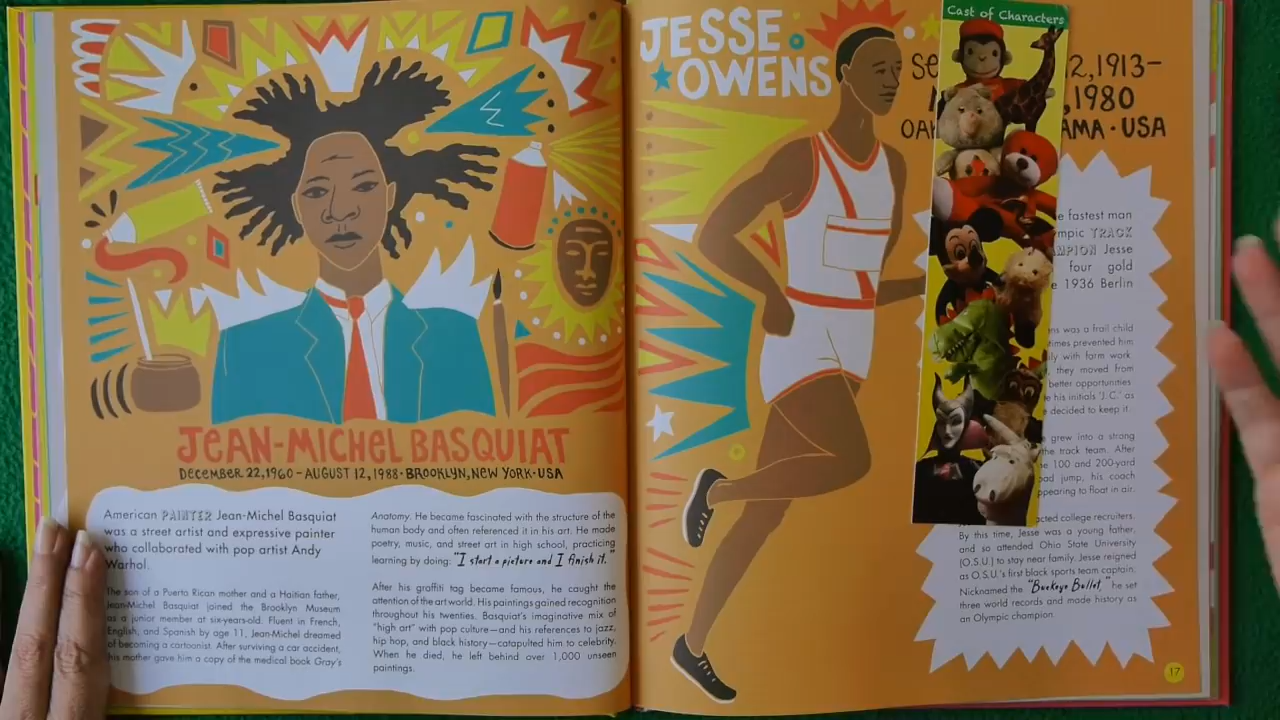 JEAN-MICHEL BASQUIAT
DECEMBER 22, 1960 - AUGUST 12, 1988 • BROOKLYN, NEW YORK • USA
American PAINTER Jean-Michel Basquiat
was a street artist and expressive painter
who collaborated with pop artist Andy
Warhol.
The son of a Puerto Rican mother and a Haitian father,
Jean-Michel Basquiat joined the Brooklyn Museum
as a junior member at six-years-old. Fluent in French,
English, and Spanish by age 11, Jean-Michel dreamed
of becoming a cartoonist. After surviving a car accident,
his mother gave him a copy of the medical book Gray's
Anatomy. He became fascinated with the structure of the
human body and often referenced it in his art. He made
poetry, music, and street art in high school, practicing
learning by doing: "I start a picture and I finish it."
After his graffiti tag became famous, he caught the
attention of the art world. His paintings gained recognition
throughout his twenties. Basquiat's imaginative mix of
"high art" with pop culture—and his references to jazz,
hip hop, and black history—catapulted him to celebrity.
When he died, he left behind over 1,000 unseen
paintings.
JESSE
OWENS
Cast of Characters
2, 1913-
, 1980
USA
fastest man
TRACK
Jesse
four gold
1936 Berlin
was a frail child
times prevented him
with farm work
they moved from
better opportunities
his initials 'J.C.' as
decided to keep it.
grew into a strong
the track team. After
100 and 200-yard
jump, his coach
to float in air.
college recruiters.
By this time, Jesse was a young father,
and so attended Ohio State University
(O.S.U.) to stay near family. Jesse reigned
as O.S.U.'s first black sports team captain.
Nicknamed the "Buckeye Bullet," he set
three world records and made history as
an Olympic champion.
17